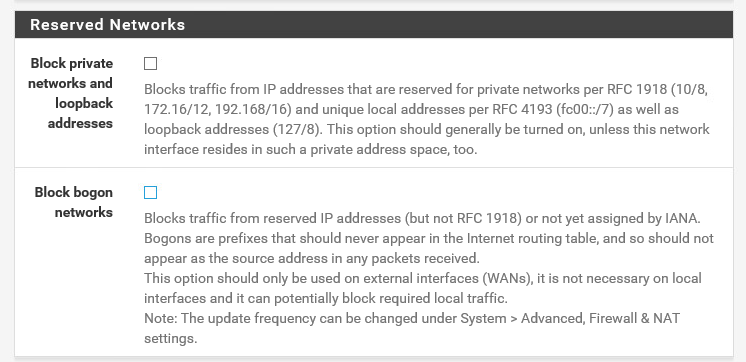 Reserved Networks
Block private
networks and
loopback
addresses
Blocks traffic from IP addresses that are reserved for private networks per RFC 1918 (10/8,
172.16/12, 192.168/16) and unique local addresses per RFC 4193 (fc00::/7) as well as
loopback addresses (127/8). This option should generally be turned on, unless this network
interface resides in such a private address space, too.
Block bogon
networks
Blocks traffic from reserved IP addresses (but not RFC 1918) or not yet assigned by IANA.
Bogons are prefixes that should never appear in the Internet routing table, and so should not
appear as the source address in any packets received.
This option should only be used on external interfaces (WANs), it is not necessary on local
interfaces and it can potentially block required local traffic.
Note: The update frequency can be changed under System > Advanced, Firewall & NAT
settings.